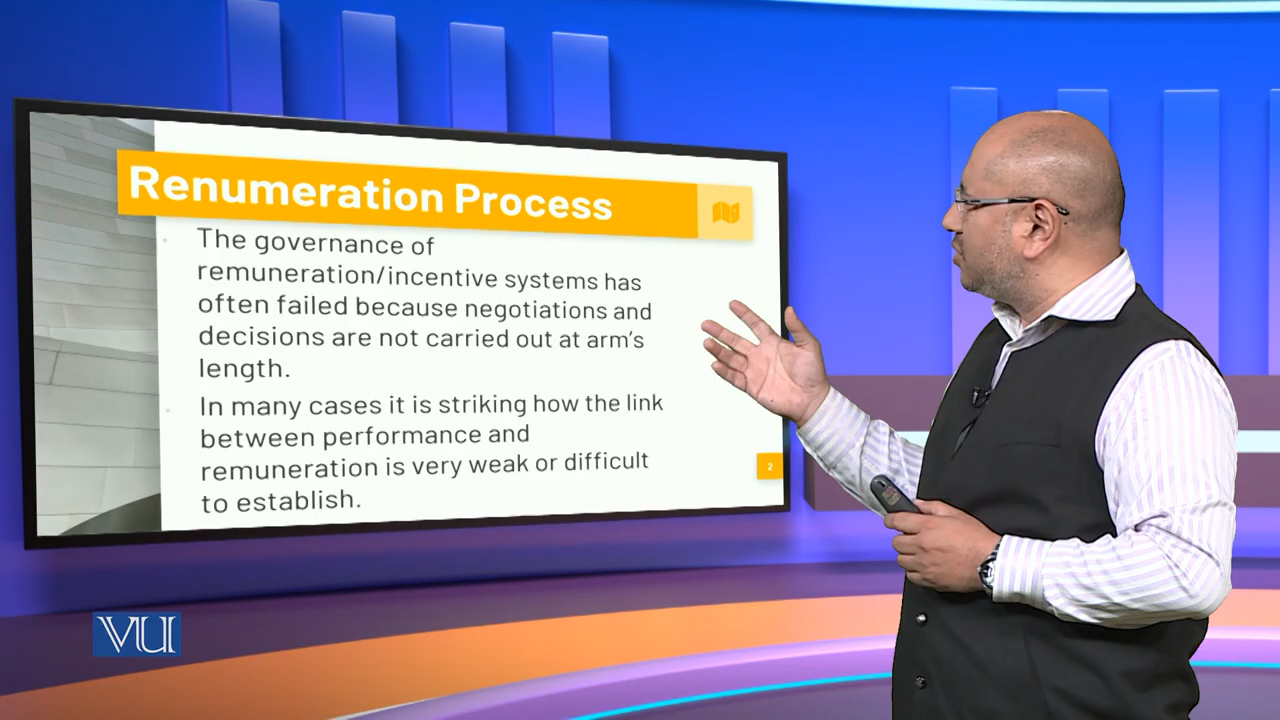 Renumeration Process
The governance of
remuneration/incentive systems has
often failed because negotiations and
decisions are not carried out at arm's
length.
In many cases it is striking how the link
between performance and
remuneration is very weak or difficult
to establish.
2
VU